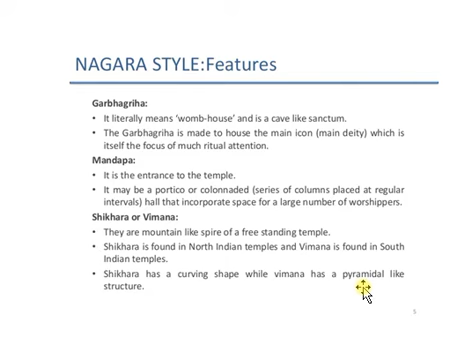 NAGARA STYLE:Features
Garbhagriha:
• It literally means ‘womb-house’ and is a cave like sanctum.
• The Garbhagriha is made to house the main icon (main deity) which is
itself the focus of much ritual attention.
Mandapa:
• It is the entrance to the temple.
• It may be a portico or colonnaded (series of columns placed at regular
intervals) hall that incorporate space for a large number of worshippers.
Shikhara or Vimana:
• They are mountain like spire of a free standing temple.
• Shikhara is found in North Indian temples and Vimana is found in South
Indian temples.
• Shikhara has a curving shape while vimana has a pyramidal like
structure.
5